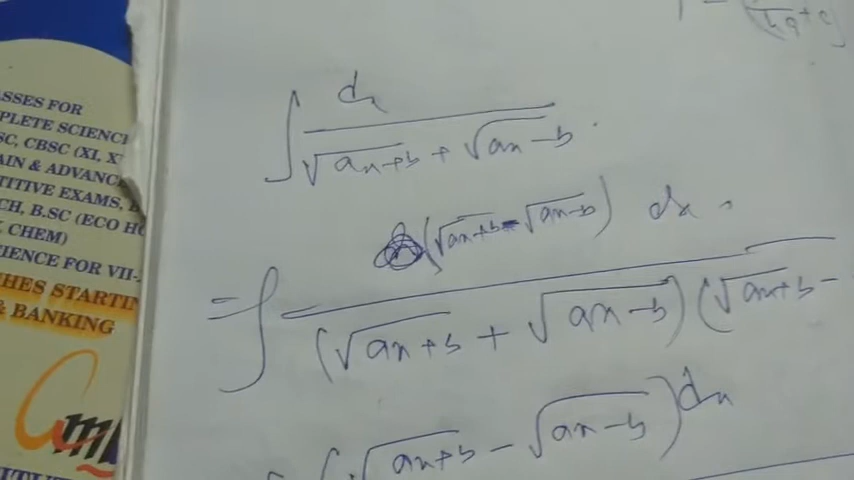 ∫ dx / (√(ax+b) + √(ax-b)) .
= ∫ (√(ax+b) - √(ax-b)) dx / (√(ax+b) + √(ax-b)) (√(ax+b) -
= ∫ (√(ax+b) - √(ax-b)) dx
ASSES FOR
PLETE SCIENC
SC, CBSC (XI, X
AIN & ADVANC
TITIVE EXAMS,
CH, B.SC (ECO H
CHEM)
IENCE FOR VII-
HES STARTIN
& BANKING